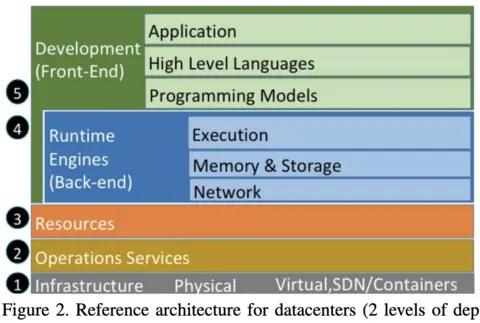 Development
(Front-End)
Application
High Level Languages
5
Programming Models
4
Runtime
Engines
(Back-end)
Execution
Memory & Storage
Network
3
Resources
2
Operations Services
1
Infrastructure Physical Virtual,SDN/Containers
Figure 2. Reference architecture for datacenters (2 levels of dep